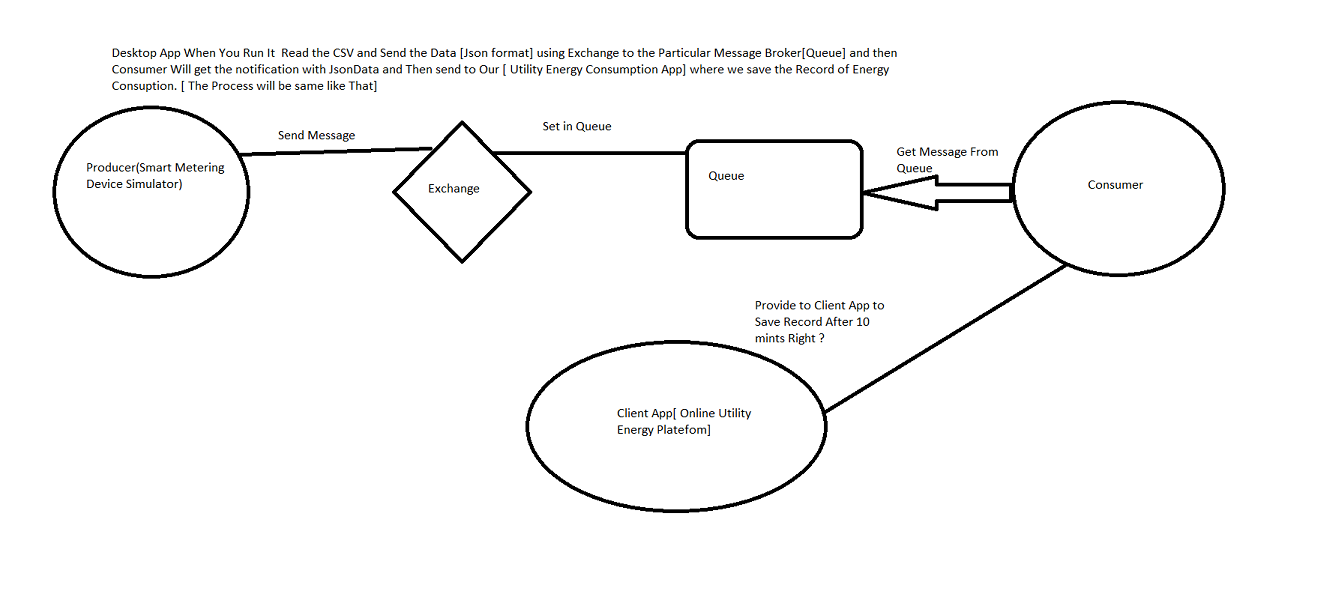 Desktop App When You Run It  Read the CSV and Send the Data [Json format] using Exchange to the Particular Message Broker[Queue] and then
Consumer Will get the notification with JsonData and Then send to Our [ Utility Energy Consumption App] where we save the Record of Energy
Consuption. [ The Process will be same like That]
Send Message
Set in Queue
Producer(Smart Metering
Device Simulator)
Exchange
Queue
Get Message From
Queue
Consumer
Provide to Client App to
Save Record After 10
mints Right ?
Client App[ Online Utility
Energy Platefom]